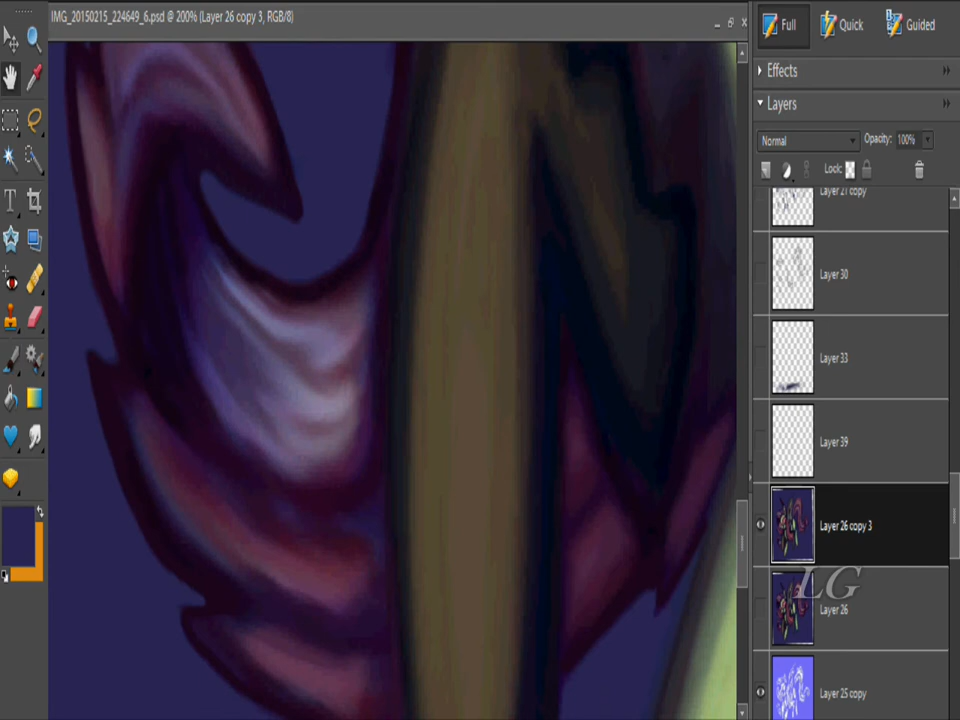 IMG_20150215_224649_6.psd @ 200% (Layer 26 copy 3, RGB/8)
Full
Quick
Guided
Effects
Layers
Normal
Opacity: 100%
Lock:
Layer 21 copy
Layer 30
Layer 33
Layer 39
Layer 26 copy 3
LG
Layer 26
Layer 25 copy